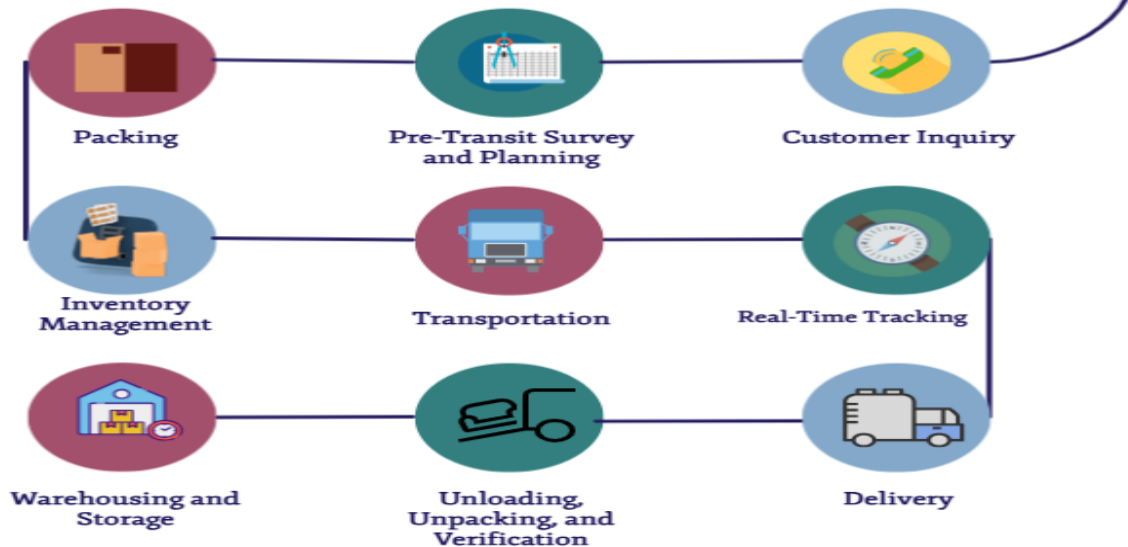 Packing
Pre-Transit Survey
and Planning
Customer Inquiry
Inventory
Management
Transportation
Real-Time Tracking
Warehousing and
Storage
Unloading,
Unpacking, and
Verification
Delivery